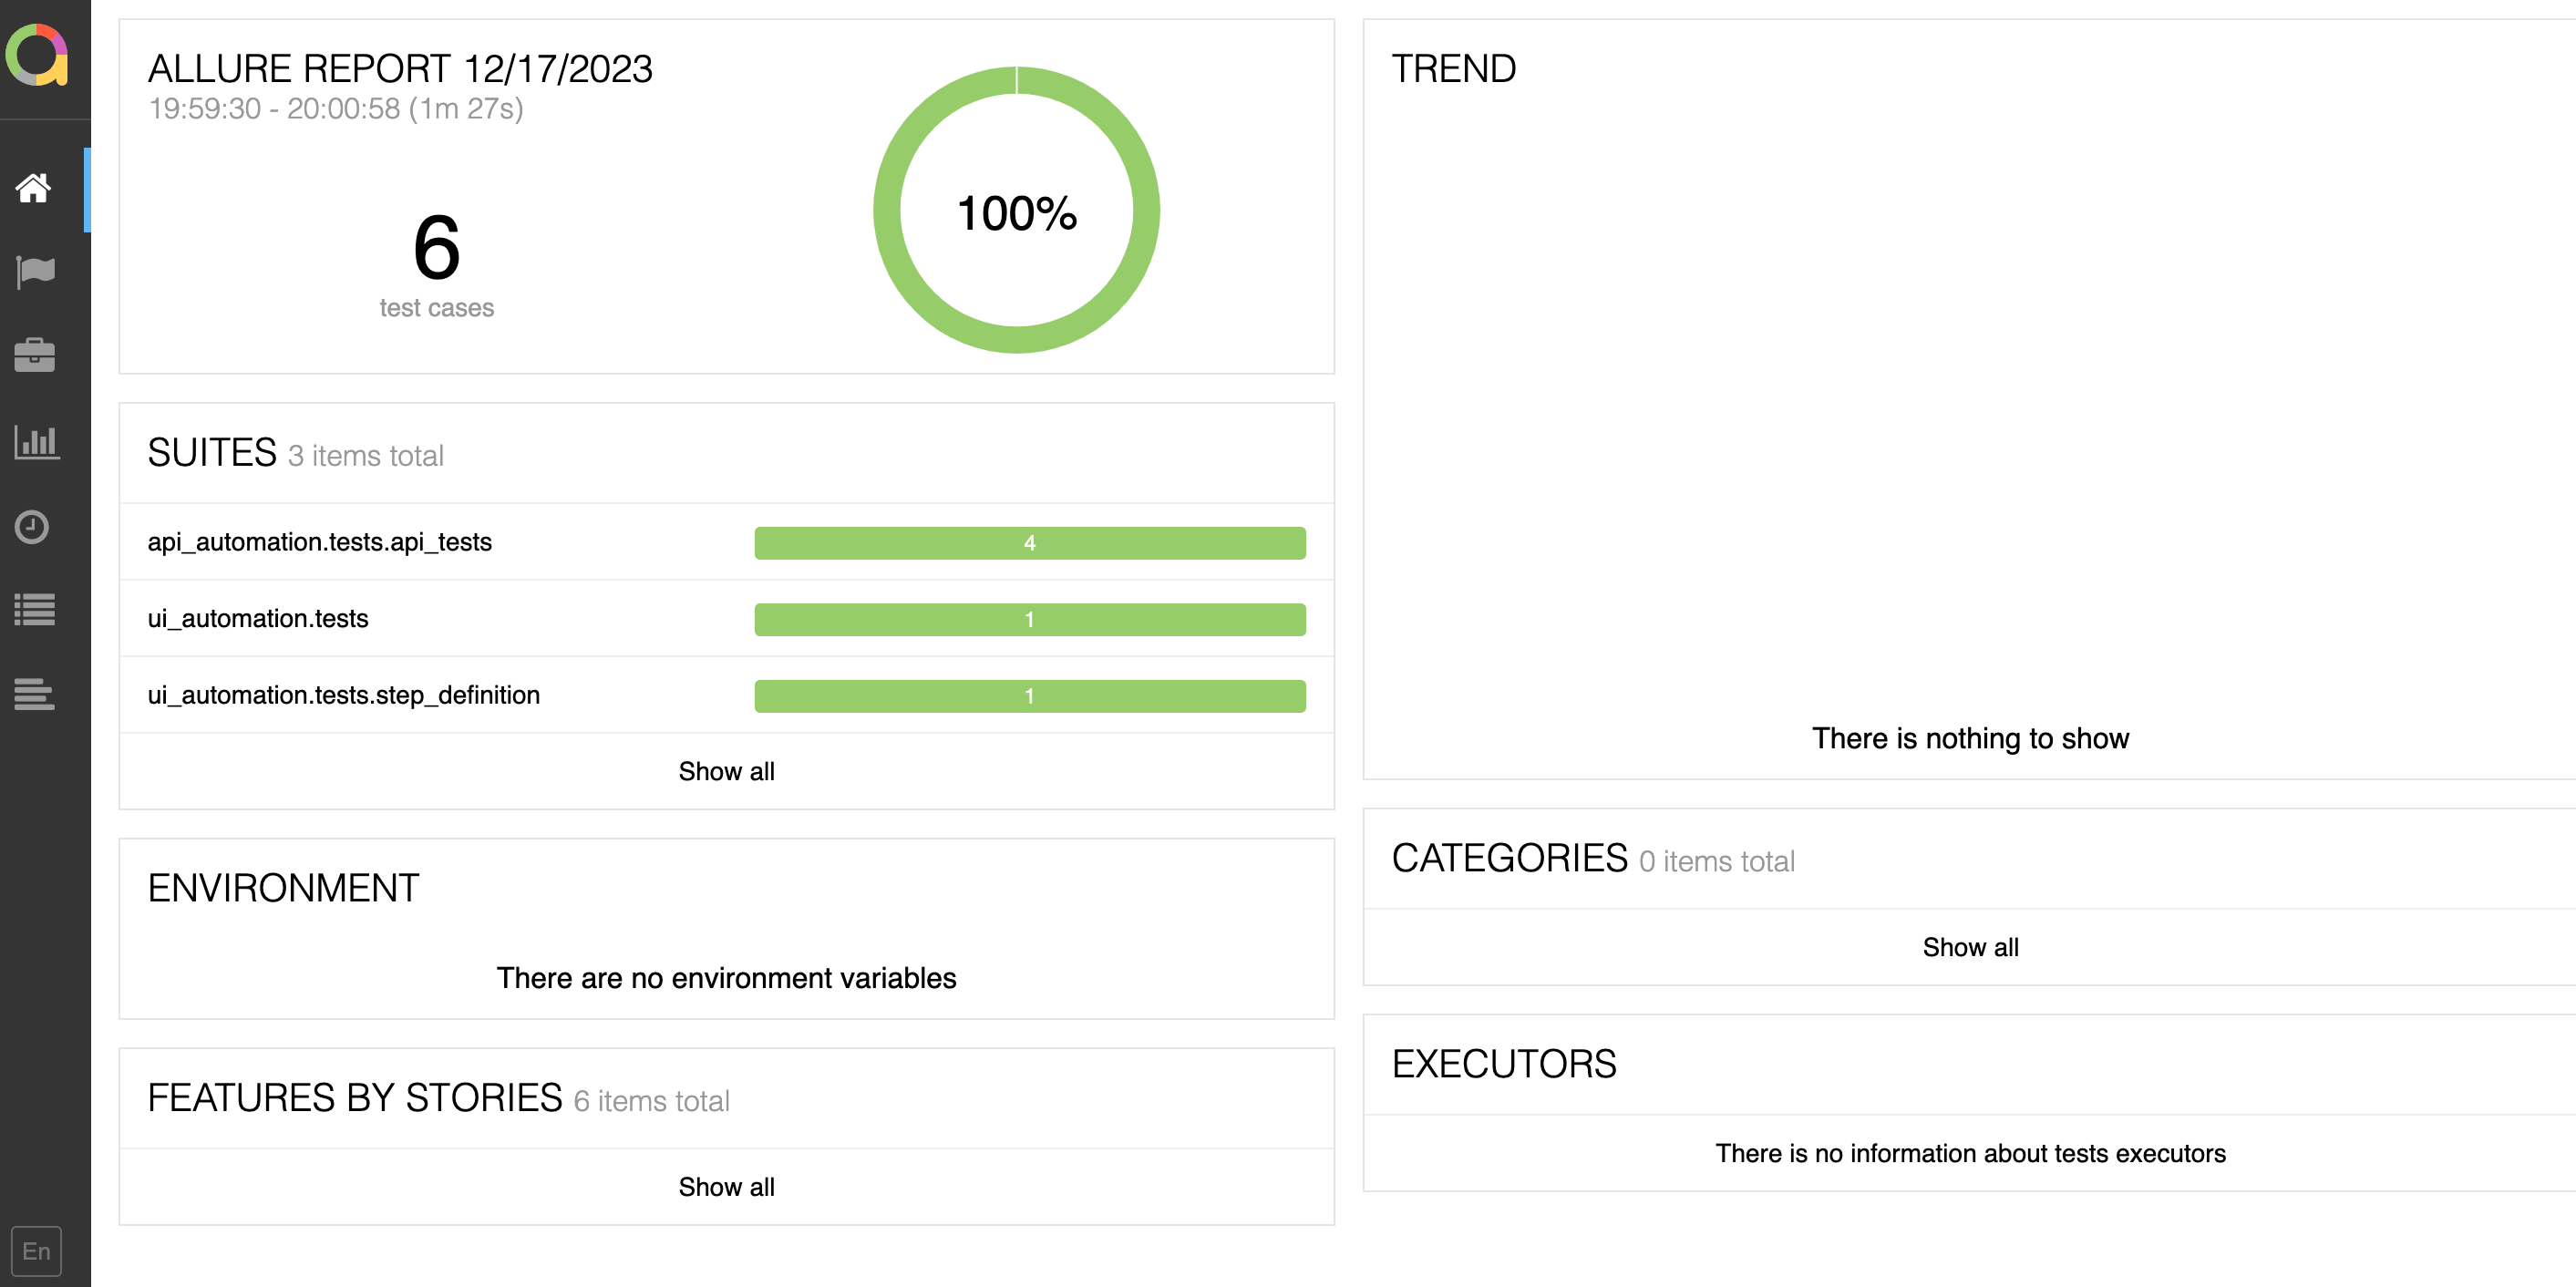 ALLURE REPORT 12/17/2023
19:59:30 - 20:00:58 (1m 27s)
6
test cases
100%
SUITES 3 items total
api_automation.tests.api_tests 4
ui_automation.tests 1
ui_automation.tests.step_definition 1
Show all
ENVIRONMENT
There are no environment variables
FEATURES BY STORIES 6 items total
Show all
TREND
There is nothing to show
CATEGORIES 0 items total
Show all
EXECUTORS
There is no information about tests executors
En